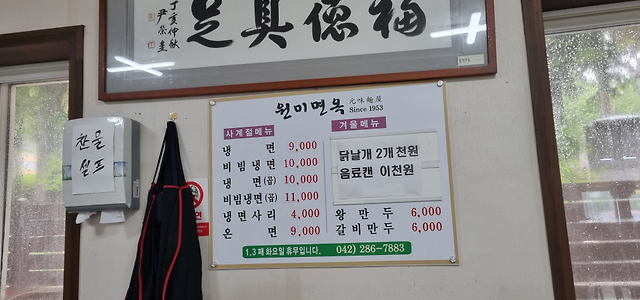 福德具足
丁亥仲秋
尹榮重
원미면옥 元味麵屋
Since 1953
사계절메뉴
냉 면 9,000
비 빔 냉 면 10,000
냉 면 (곱) 10,000
비빔냉면(곱) 11,000
냉 면 사 리 4,000
온 면 9,000
겨울메뉴
닭날개 2개 천원
음료캔 이천원
왕 만 두 6,000
갈 비 만 두 6,000
1,3 째 화요일 휴무입니다. 042) 286-7883
찬물
셀프